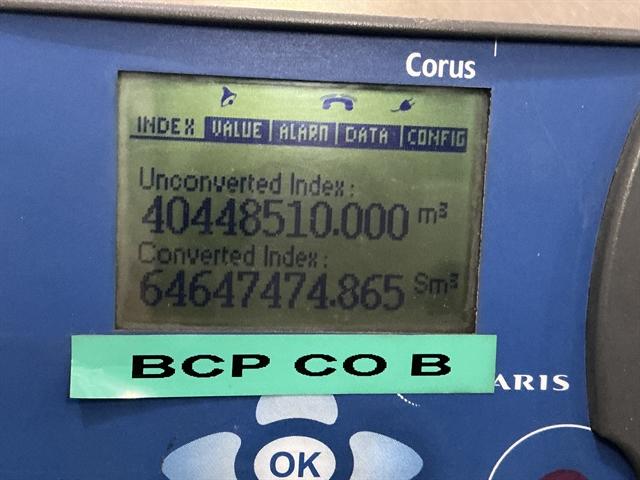 Corus
INDEX VALUE ALARM DATA CONFIG
Unconverted Index:
40448510.000 m³
Converted Index:
64647474.865 Sm³
BCP CO B
ARIS
OK